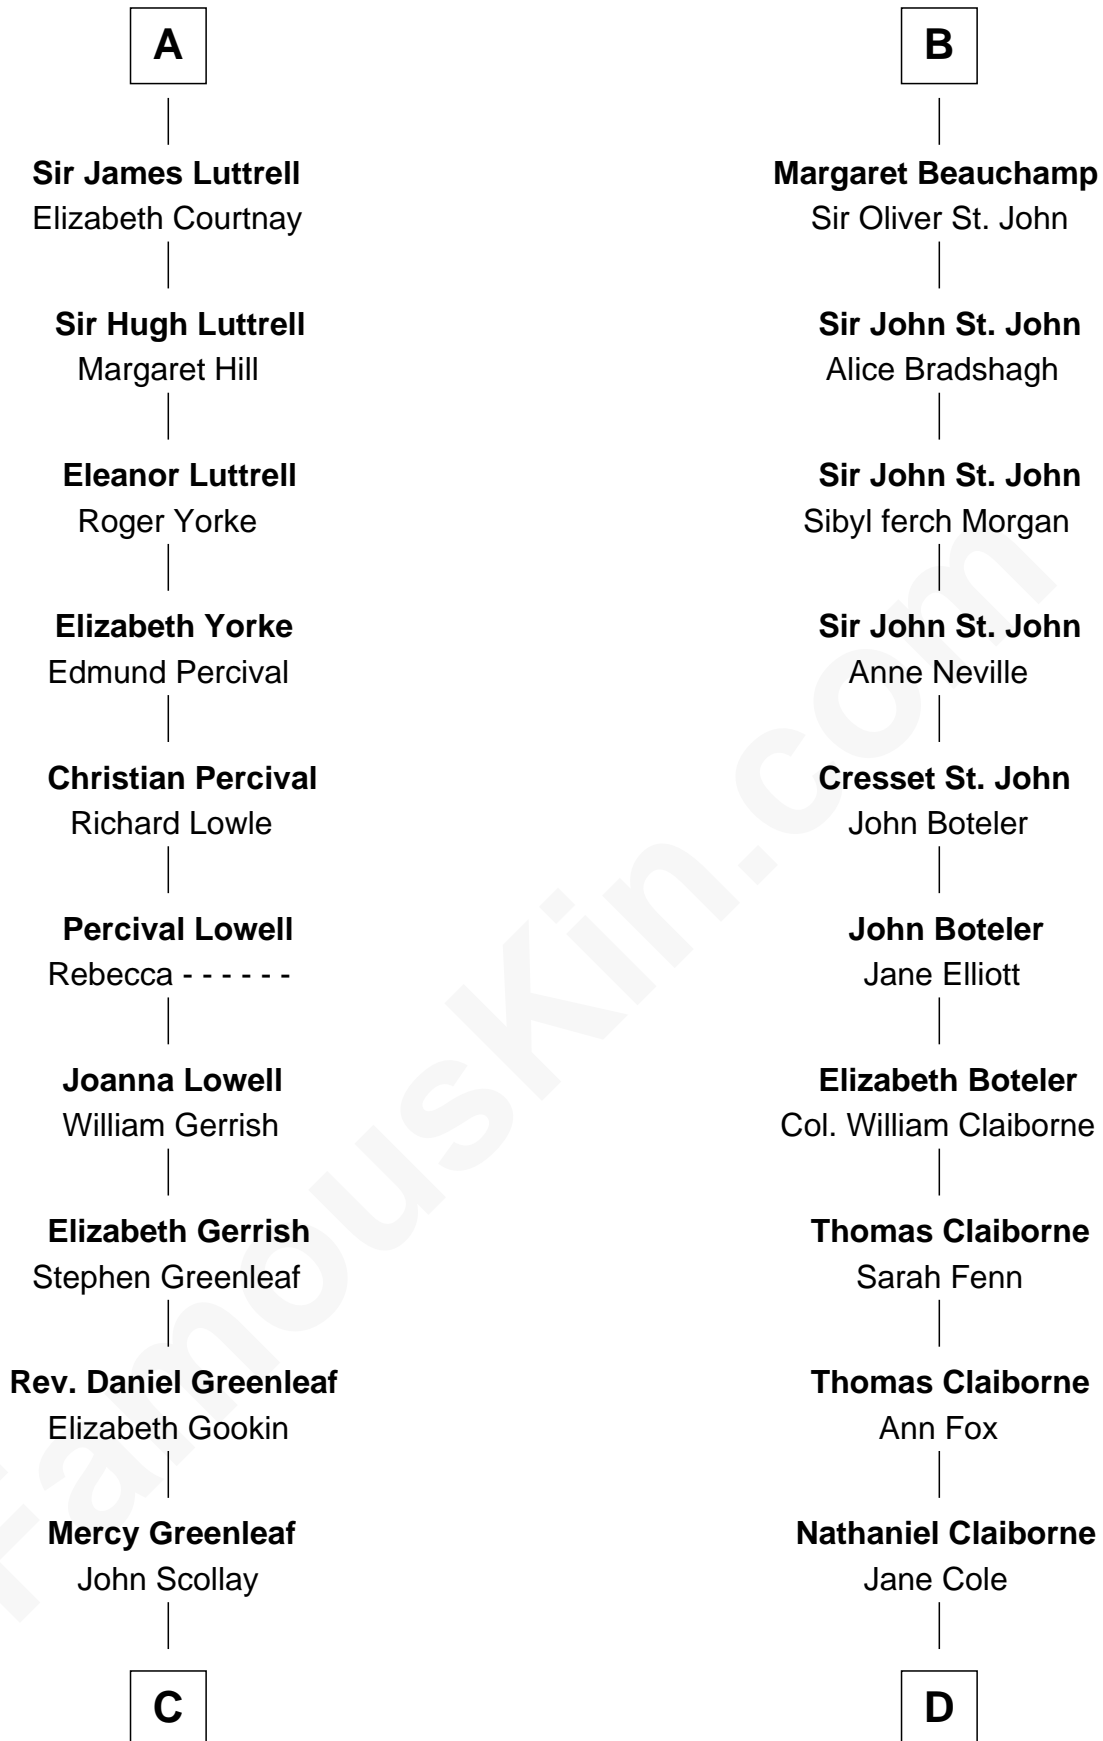 A
Sir James Luttrell
Elizabeth Courtnay
Sir Hugh Luttrell
Margaret Hill
Eleanor Luttrell
Roger Yorke
Elizabeth Yorke
Edmund Percival
Christian Percival
Richard Lowle
Percival Lowell
Rebecca - - - - - -
Joanna Lowell
William Gerrish
Elizabeth Gerrish
Stephen Greenleaf
Rev. Daniel Greenleaf
Elizabeth Gookin
Mercy Greenleaf
John Scollay
C
B
Margaret Beauchamp
Sir Oliver St. John
Sir John St. John
Alice Bradshagh
Sir John St. John
Sibyl ferch Morgan
Sir John St. John
Anne Neville
Cresset St. John
John Boteler
John Boteler
Jane Elliott
Elizabeth Boteler
Col. William Claiborne
Thomas Claiborne
Sarah Fenn
Thomas Claiborne
Ann Fox
Nathaniel Claiborne
Jane Cole
D
FamousKin.com